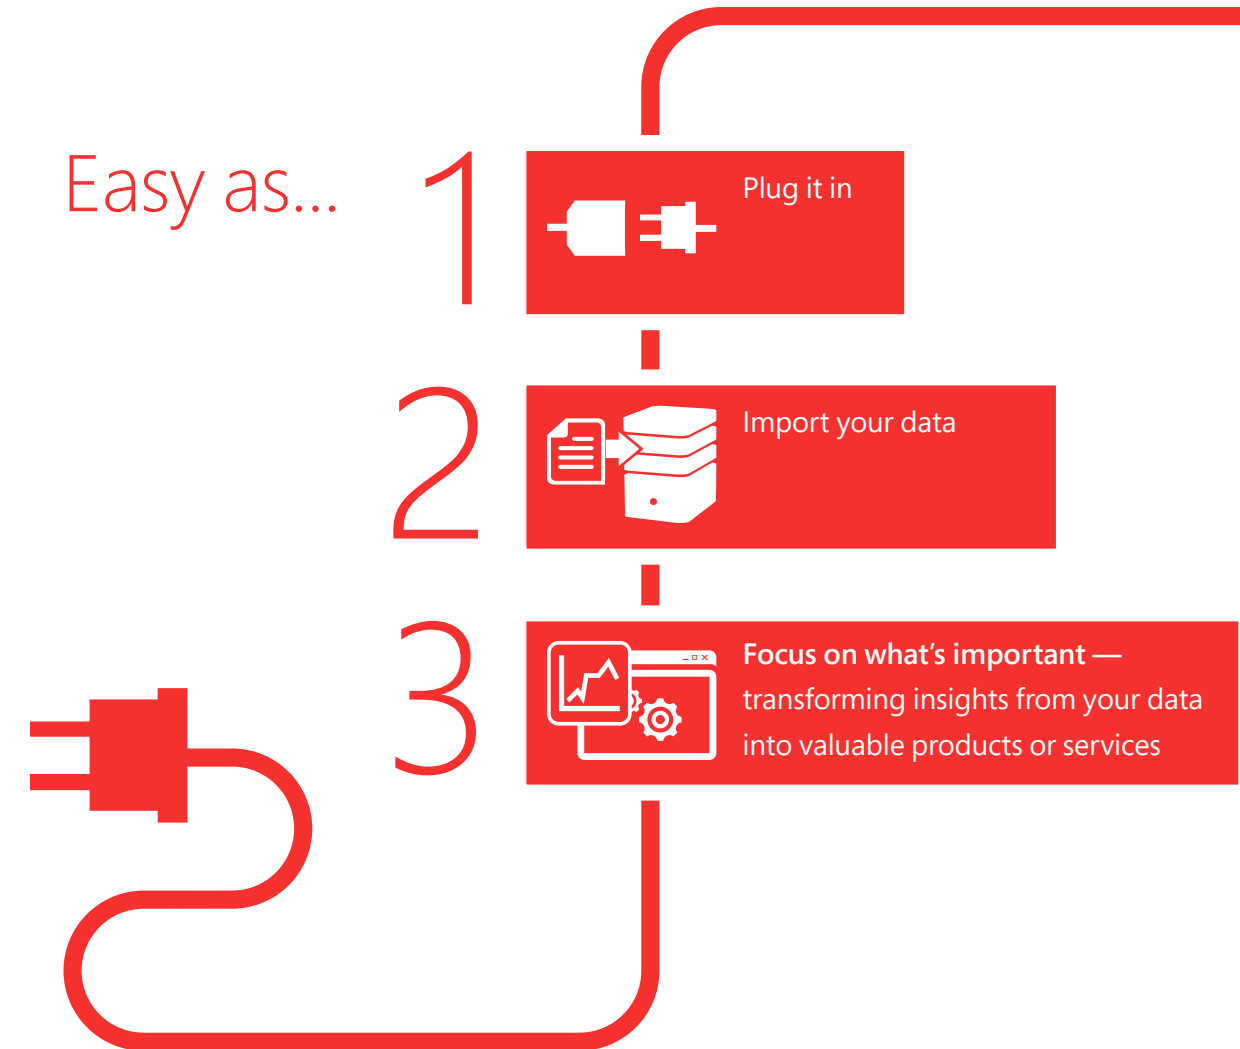 Easy as...
1
Plug it in
2
Import your data
3
Focus on what's important —
transforming insights from your data
into valuable products or services